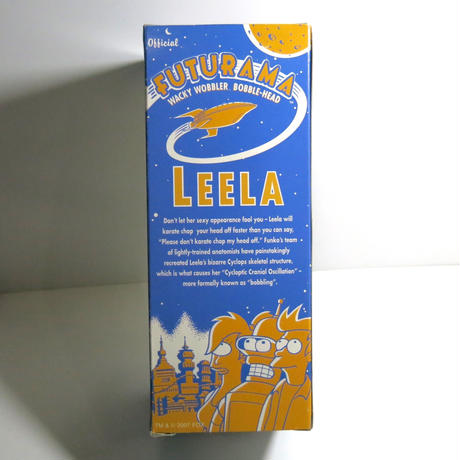 Official
FUTURAMA
WACKY WOBBLER BOBBLE-HEAD
LEELA
Don't let her sexy appearance fool you – Leela will
karate chop your head off faster than you can say,
"Please don't karate chop my head off." Funko's team
of lightly-trained anatomists have painstakingly
recreated Leela's bizarre Cyclops skeletal structure,
which is what causes her "Cycloptic Cranial Oscillation" –
more formally known as "bobbling".
TM & © 2007 FOX